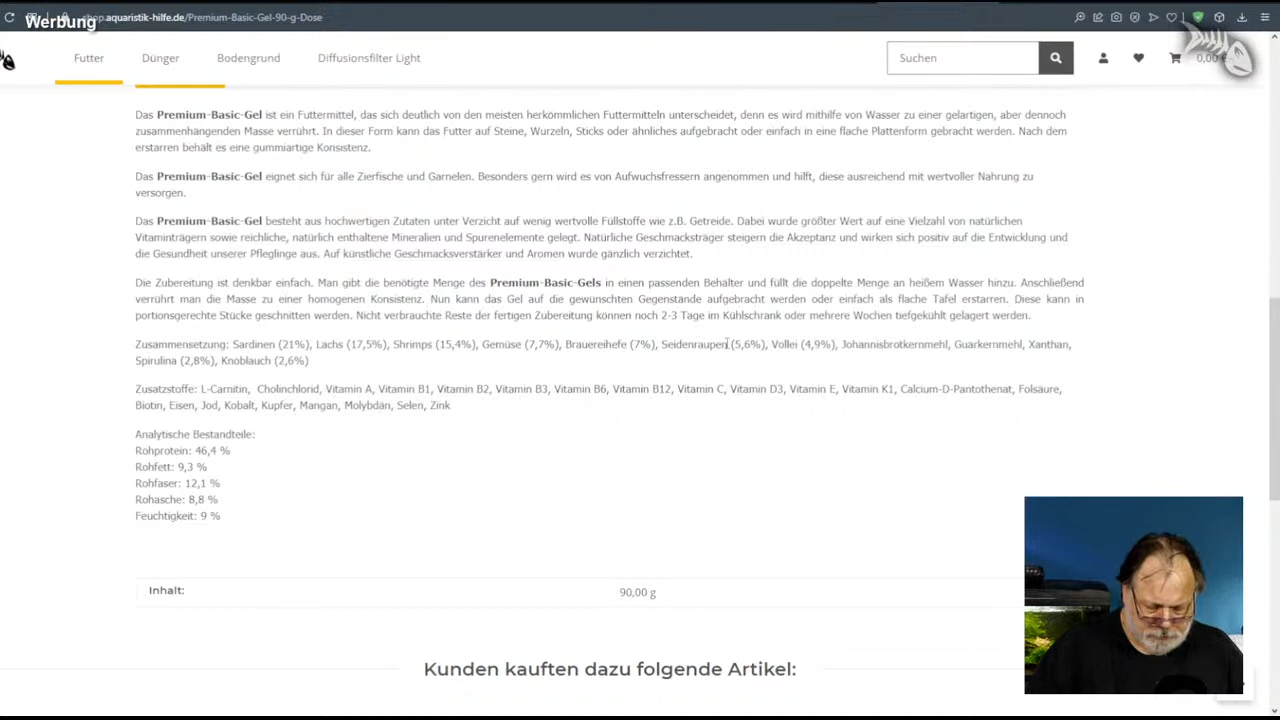 Werbung
shop.aquaristik-hilfe.de/Premium-Basic-Gel-90-g-Dose
Futter
Dünger
Bodengrund
Diffusionsfilter Light
Suchen
0,00 €
Das Premium-Basic-Gel ist ein Futtermittel, das sich deutlich von den meisten herkömmlichen Futtermitteln unterscheidet, denn es wird mithilfe von Wasser zu einer gelartigen, aber dennoch
zusammenhängenden Masse verrührt. In dieser Form kann das Futter auf Steine, Wurzeln, Sticks oder ähnliches aufgebracht oder einfach in eine flache Plattenform gebracht werden. Nach dem
erstarren behält es eine gummiartige Konsistenz.
Das Premium-Basic-Gel eignet sich für alle Zierfische und Garnelen. Besonders gern wird es von Aufwuchsfressern angenommen und hilft, diese ausreichend mit wertvoller Nahrung zu
versorgen.
Das Premium-Basic-Gel besteht aus hochwertigen Zutaten unter Verzicht auf wenig wertvolle Füllstoffe wie z.B. Getreide. Dabei wurde größter Wert auf eine Vielzahl von natürlichen
Vitaminträgern sowie reichliche, natürlich enthaltene Mineralien und Spurenelemente gelegt. Natürliche Geschmacksträger steigern die Akzeptanz und wirken sich positiv auf die Entwicklung und
die Gesundheit unserer Pfleglinge aus. Auf künstliche Geschmacksverstärker und Aromen wurde gänzlich verzichtet.
Die Zubereitung ist denkbar einfach. Man gibt die benötigte Menge des Premium-Basic-Gels in einen passenden Behälter und füllt die doppelte Menge an heißem Wasser hinzu. Anschließend
verrührt man die Masse zu einer homogenen Konsistenz. Nun kann das Gel auf die gewünschten Gegenstände aufgebracht werden oder einfach als flache Tafel erstarren. Diese kann in
portionsgerechte Stücke geschnitten werden. Nicht verbrauchte Reste der fertigen Zubereitung können noch 2-3 Tage im Kühlschrank oder mehrere Wochen tiefgekühlt gelagert werden.
Zusammensetzung: Sardinen (21%), Lachs (17,5%), Shrimps (15,4%), Gemüse (7,7%), Brauereihefe (7%), Seidenraupen (5,6%), Vollei (4,9%), Johannisbrotkernmehl, Guarkernmehl, Xanthan,
Spirulina (2,8%), Knoblauch (2,6%)
Zusatzstoffe: L-Carnitin, Cholinchlorid, Vitamin A, Vitamin B1, Vitamin B2, Vitamin B3, Vitamin B6, Vitamin B12, Vitamin C, Vitamin D3, Vitamin E, Vitamin K1, Calcium-D-Pantothenat, Folsäure,
Biotin, Eisen, Jod, Kobalt, Kupfer, Mangan, Molybdän, Selen, Zink
Analytische Bestandteile:
Rohprotein: 46,4 %
Rohfett: 9,3 %
Rohfaser: 12,1 %
Rohasche: 8,8 %
Feuchtigkeit: 9 %
Inhalt:
90,00 g
Kunden kauften dazu folgende Artikel: